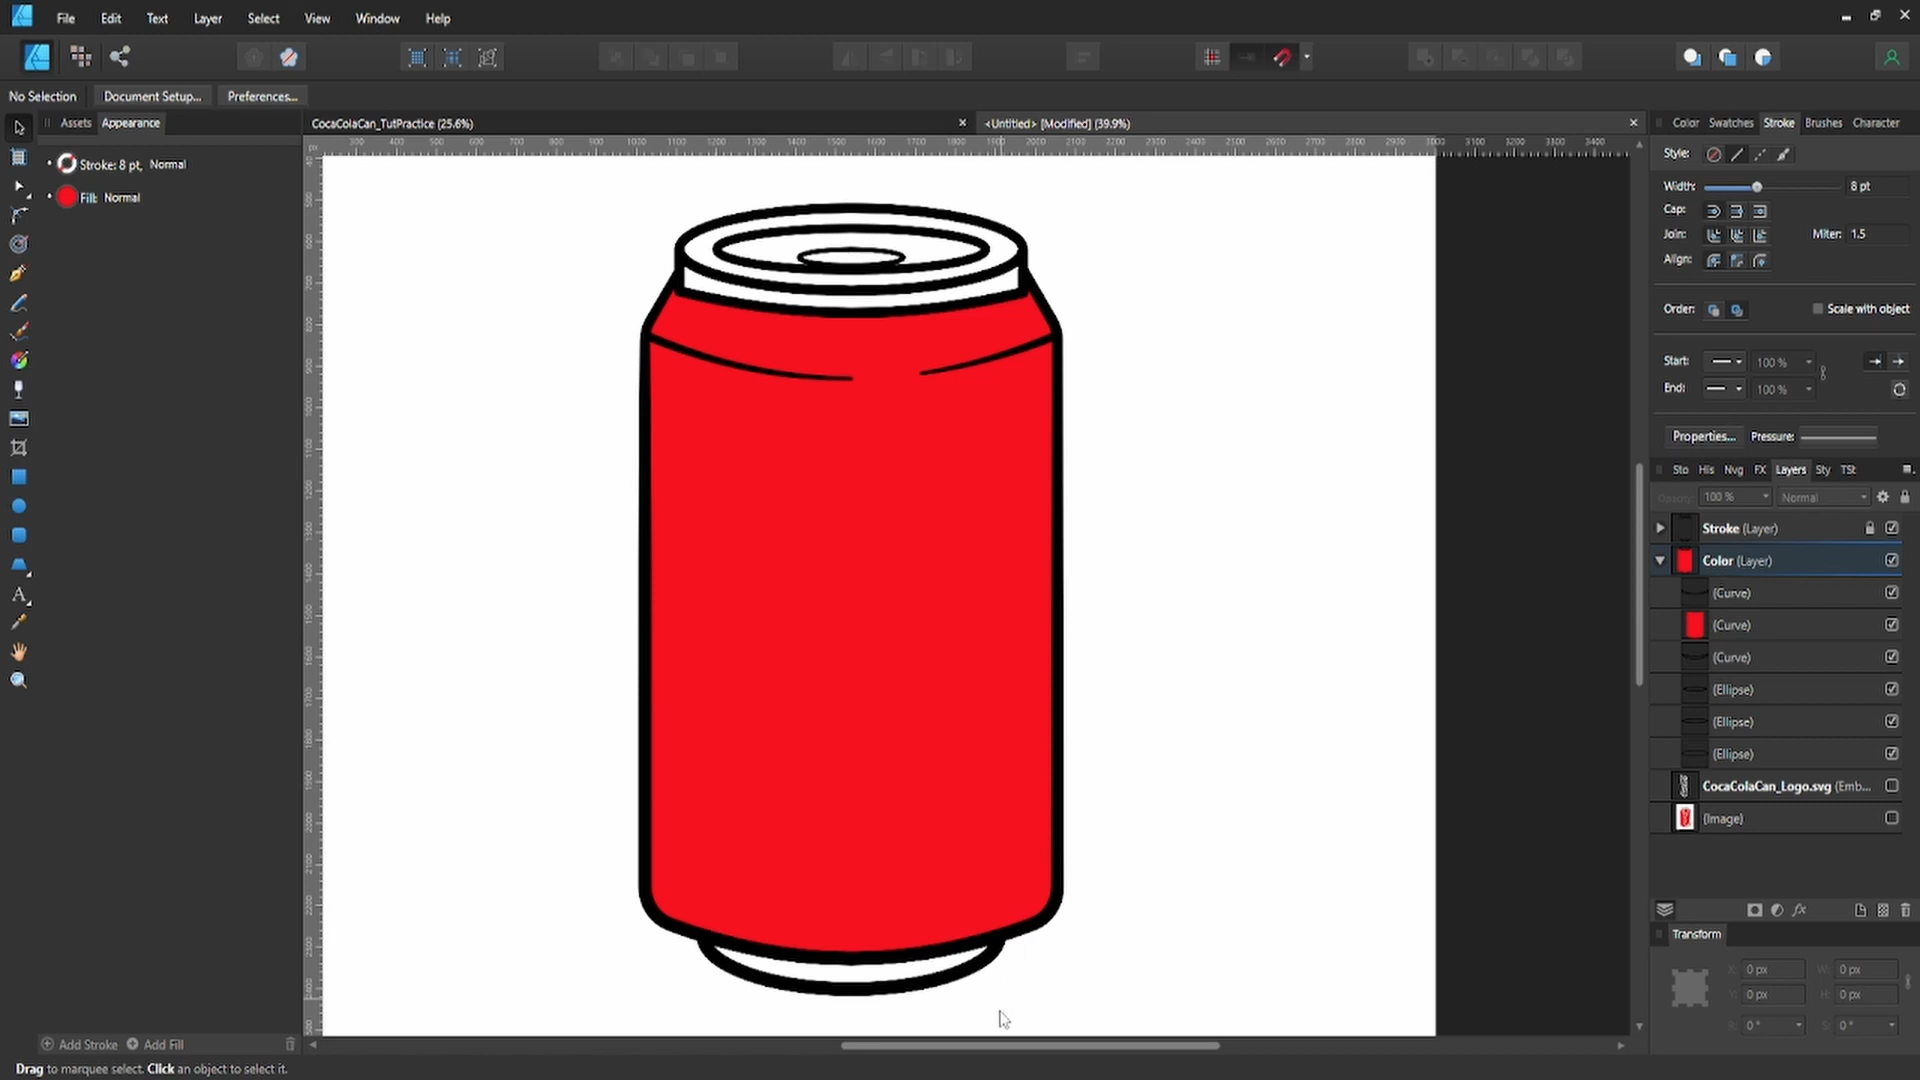 File Edit Text Layer Select View Window Help
No Selection Document Setup... Preferences...
Assets Appearance
CocaColaCan_TutPractice (25.6%)
<Untitled> [Modified] (39.9%)
Color Swatches Stroke Brushes Character
Stroke: 8 pt, Normal
Fill: Normal
Style:
Width: 8 pt
Cap:
Join: Miter: 1.5
Align:
Order: Scale with object
Start: 100 %
End: 100 %
Properties... Pressure:
Sto His Nvg FX Layers Sty TSt
Opacity: 100 % Normal
Stroke (Layer)
Color (Layer)
(Curve)
(Curve)
(Curve)
(Ellipse)
(Ellipse)
(Ellipse)
CocaColaCan_Logo.svg (Emb...
(Image)
Transform
X: 0 px W: 0 px
Y: 0 px H: 0 px
R: 0 ° S: 0 °
Add Stroke Add Fill
Drag to marquee select. Click an object to select it.